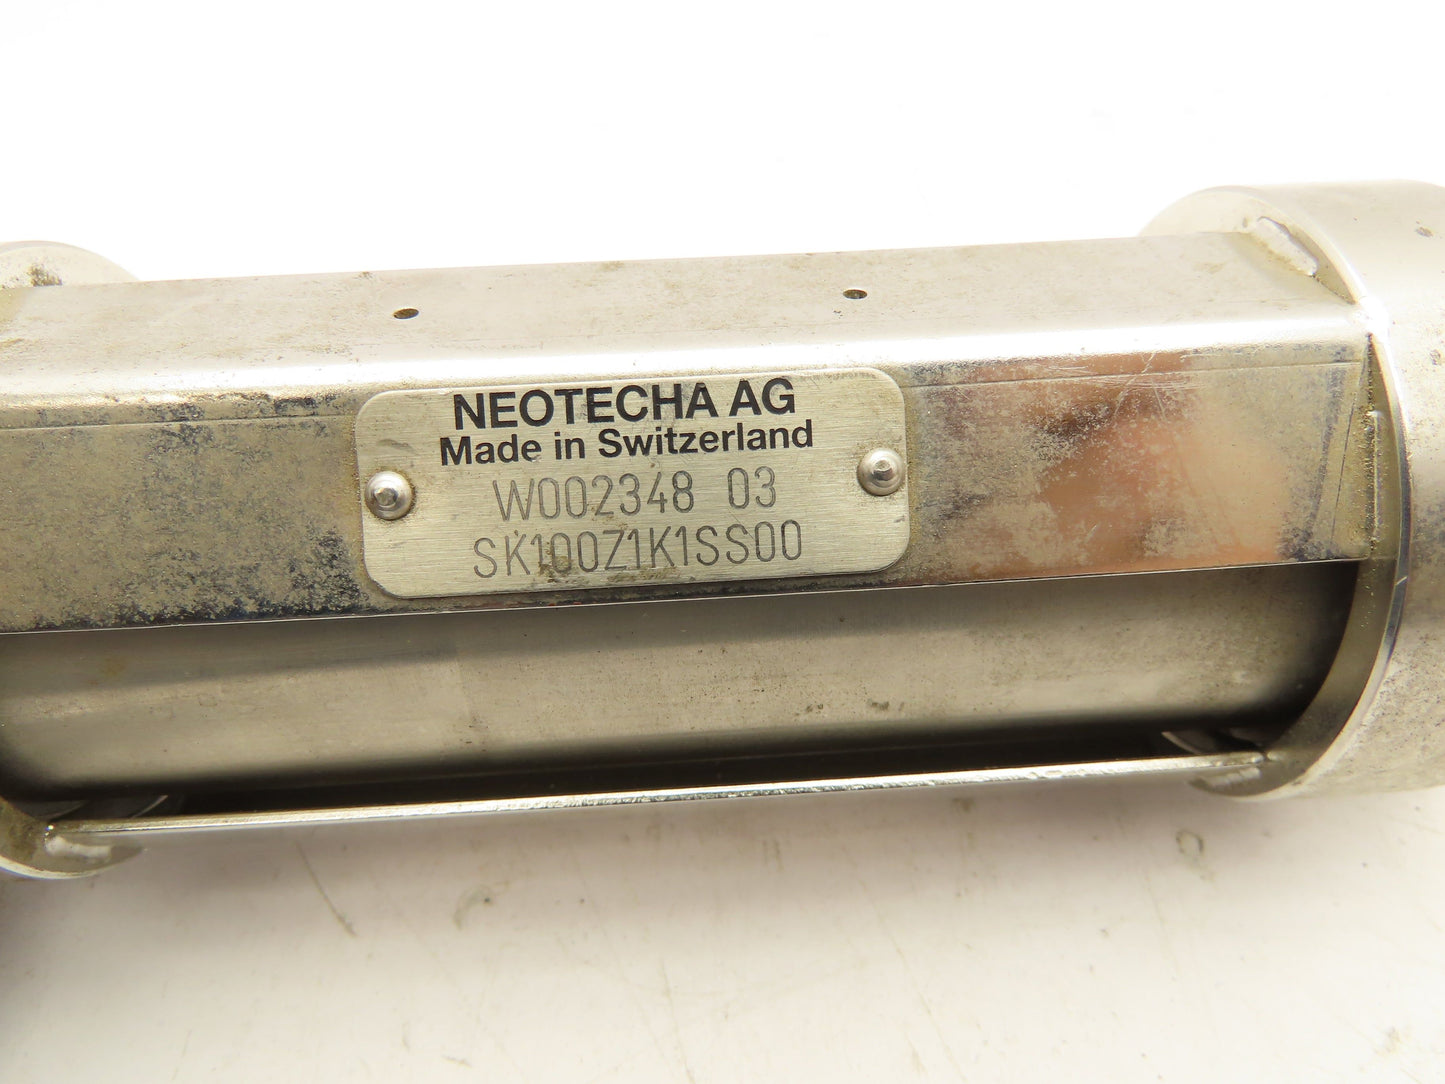 NEOTECHA AG
Made in Switzerland
W002348 03
SK100Z1K1SS00